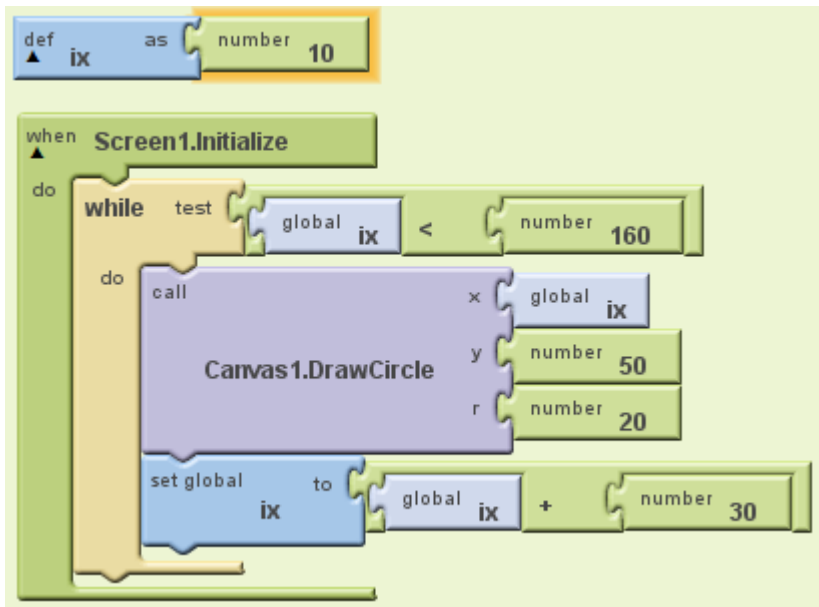 def ix as number 10
when Screen1.Initialize
do
while test global ix < number 160
do
call Canvas1.DrawCircle
x global ix
y number 50
r number 20
set global ix to global ix + number 30